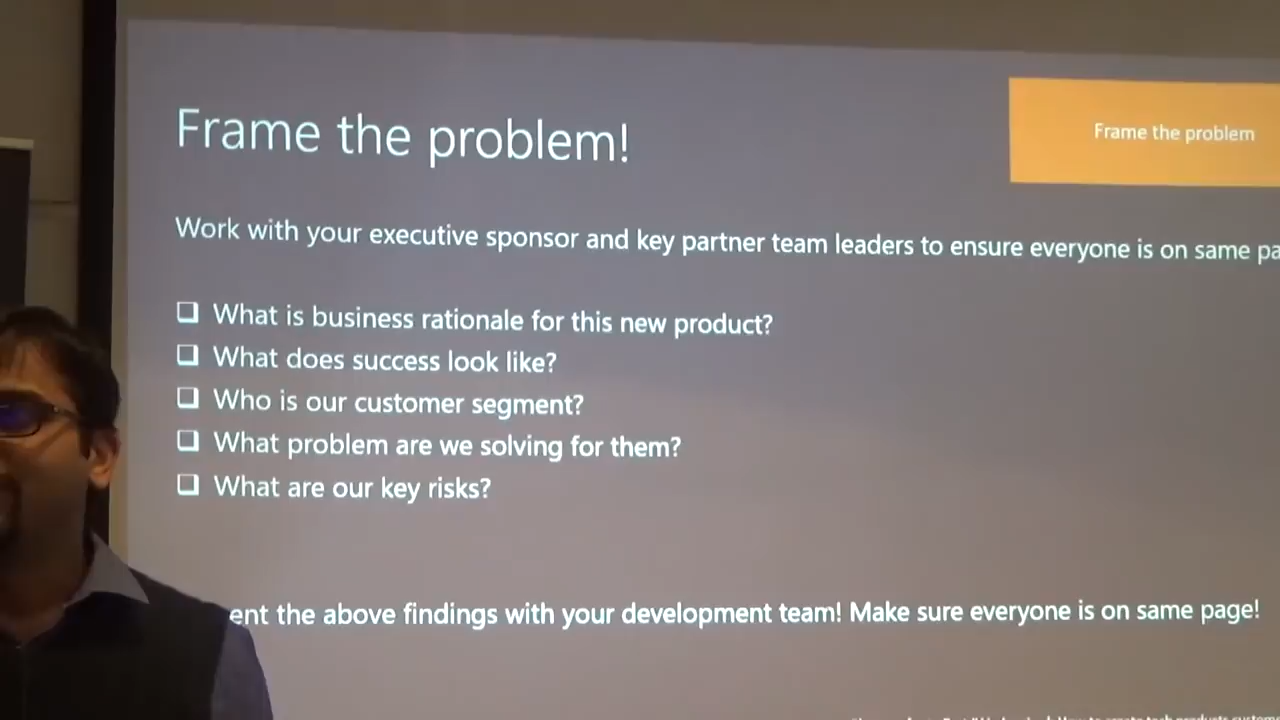 Frame the problem!
Frame the problem
Work with your executive sponsor and key partner team leaders to ensure everyone is on same pa
❑ What is business rationale for this new product?
❑ What does success look like?
❑ Who is our customer segment?
❑ What problem are we solving for them?
❑ What are our key risks?
ent the above findings with your development team! Make sure everyone is on same page!